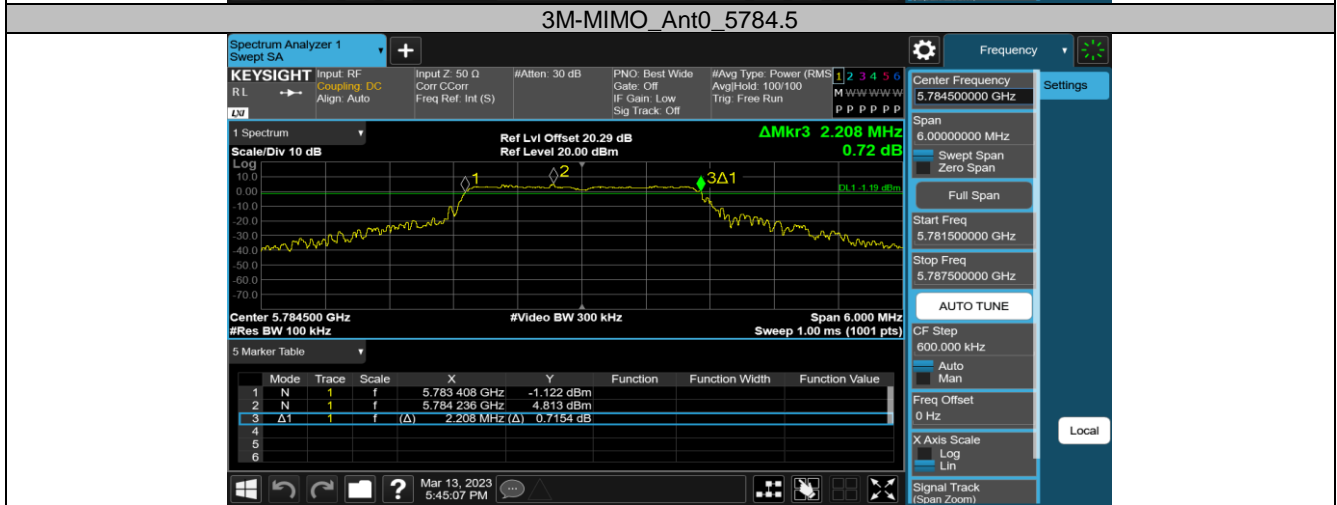 3M-MIMO_Ant0_5784.5
Spectrum Analyzer 1
Swept SA
+
Frequency
KEYSIGHT Input: RF Input Z: 50 Ω #Atten: 30 dB PNO: Best Wide #Avg Type: Power (RMS 1 2 3 4 5 6
RL Coupling: DC Corr CCorr Gate: Off Avg|Hold: 100/100 M W W W W W
Align: Auto Freq Ref: Int (S) IF Gain: Low Trig: Free Run
LXI Sig Track: Off P P P P P P
1 Spectrum
Ref Lvl Offset 20.29 dB ΔMkr3 2.208 MHz
Scale/Div 10 dB Ref Level 20.00 dBm 0.72 dB
Log
10.0
0.00
-10.0
-20.0
-30.0
-40.0
-50.0
-60.0
-70.0
1
2
3Δ1
DL1 -1.19 dBm
Center 5.784500 GHz #Video BW 300 kHz Span 6.000 MHz
#Res BW 100 kHz Sweep 1.00 ms (1001 pts)
5 Marker Table
Mode Trace Scale X Y Function Function Width Function Value
1 N 1 f 5.783 408 GHz -1.122 dBm
2 N 1 f 5.784 236 GHz 4.813 dBm
3 Δ1 1 f (Δ) 2.208 MHz (Δ) 0.7154 dB
4
5
6
Center Frequency
5.784500000 GHz
Settings
Span
6.00000000 MHz
Swept Span
Zero Span
Full Span
Start Freq
5.781500000 GHz
Stop Freq
5.787500000 GHz
AUTO TUNE
CF Step
600.000 kHz
Auto
Man
Freq Offset
0 Hz
X Axis Scale
Log
Lin
Local
Signal Track
(Span Zoom)
?
Mar 13, 2023
5:45:07 PM